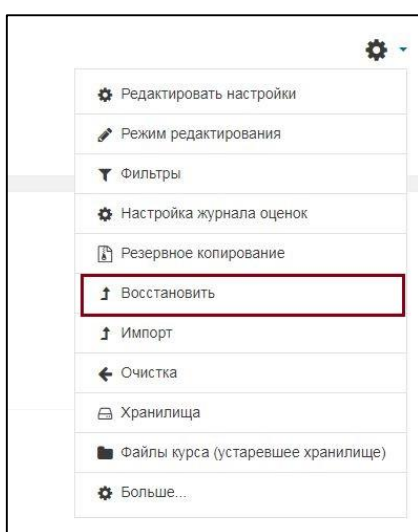 Редактировать настройки
Режим редактирования
Фильтры
Настройка журнала оценок
Резервное копирование
Восстановить
Импорт
Очистка
Хранилища
Файлы курса (устаревшее хранилище)
Больше...